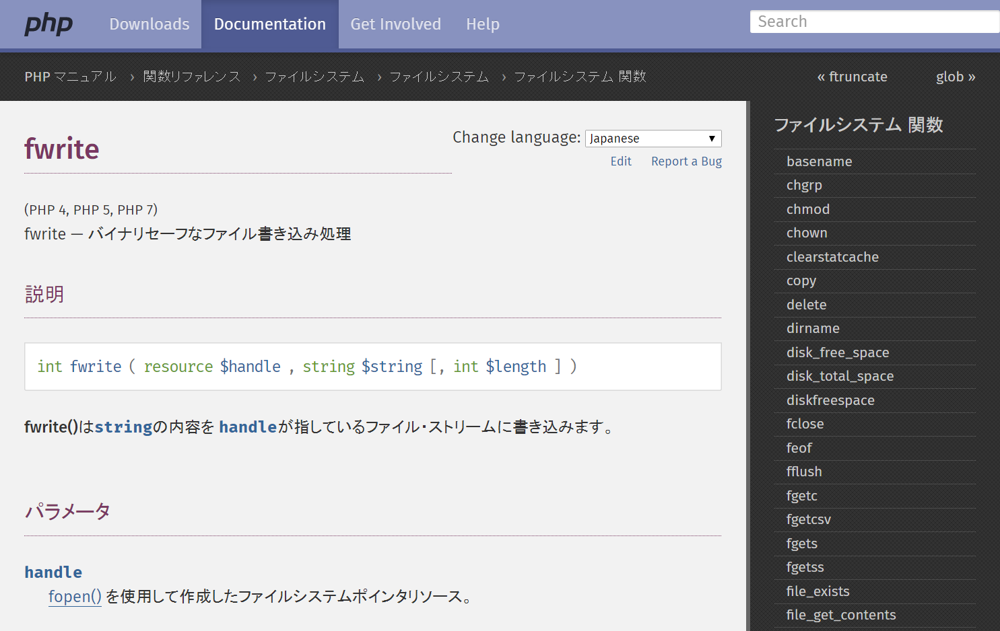 php Downloads Documentation Get Involved Help Search
PHP マニュアル › 関数リファレンス › ファイルシステム › ファイルシステム › ファイルシステム 関数 « ftruncate glob »
fwrite
Change language: Japanese ▼
Edit Report a Bug
(PHP 4, PHP 5, PHP 7)
fwrite — バイナリセーフなファイル書き込み処理
説明
int fwrite ( resource $handle , string $string [, int $length ] )
fwrite()はstringの内容を handleが指しているファイル・ストリームに書き込みます。
パラメータ
handle
fopen() を使用して作成したファイルシステムポインタリソース。
ファイルシステム 関数
basename
chgrp
chmod
chown
clearstatcache
copy
delete
dirname
disk_free_space
disk_total_space
diskfreespace
fclose
feof
fflush
fgetc
fgetcsv
fgets
fgetss
file_exists
file_get_contents